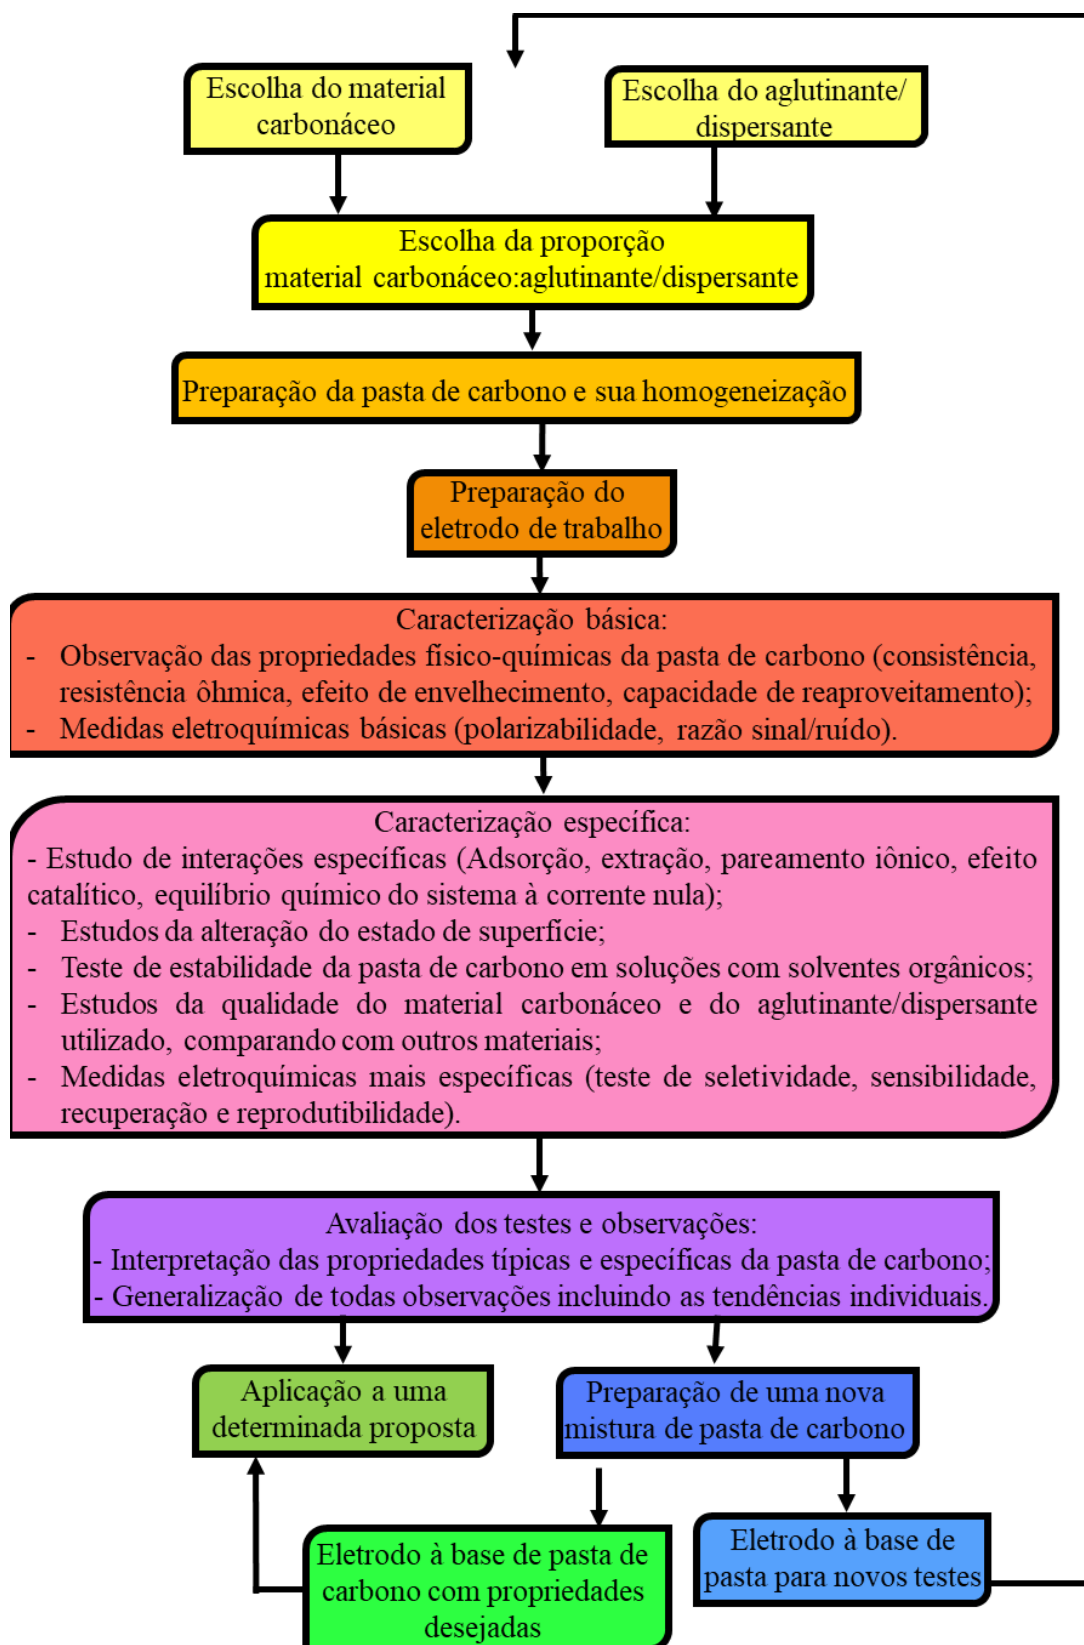 Escolha do material
carbonáceo
Escolha do aglutinante/
dispersante
Escolha da proporção
material carbonáceo:aglutinante/dispersante
Preparação da pasta de carbono e sua homogeneização
Preparação do
eletrodo de trabalho
Caracterização básica:
- Observação das propriedades físico-químicas da pasta de carbono (consistência,
resistência ôhmica, efeito de envelhecimento, capacidade de reaproveitamento);
- Medidas eletroquímicas básicas (polarizabilidade, razão sinal/ruído).
Caracterização específica:
- Estudo de interações específicas (Adsorção, extração, pareamento iônico, efeito
catalítico, equilíbrio químico do sistema à corrente nula);
- Estudos da alteração do estado de superfície;
- Teste de estabilidade da pasta de carbono em soluções com solventes orgânicos;
- Estudos da qualidade do material carbonáceo e do aglutinante/dispersante
utilizado, comparando com outros materiais;
- Medidas eletroquímicas mais específicas (teste de seletividade, sensibilidade,
recuperação e reprodutibilidade).
Avaliação dos testes e observações:
- Interpretação das propriedades típicas e específicas da pasta de carbono;
- Generalização de todas observações incluindo as tendências individuais.
Aplicação a uma
determinada proposta
Preparação de uma nova
mistura de pasta de carbono
Eletrodo à base de pasta de
carbono com propriedades
desejadas
Eletrodo à base de
pasta para novos testes